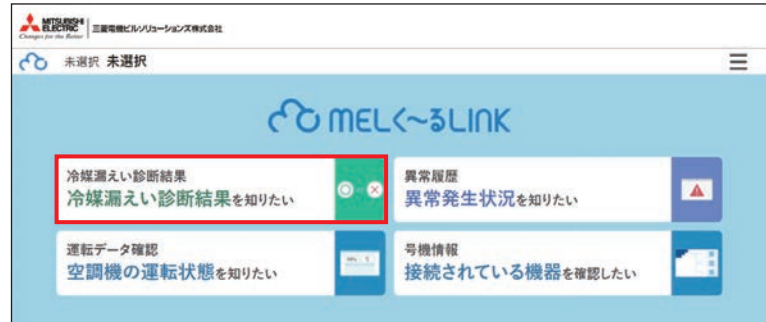 MITSUBISHI
ELECTRIC
Changes for the Better
三菱電機ビルソリューションズ株式会社
未選択 未選択
MELく～るLINK
冷媒漏えい診断結果
冷媒漏えい診断結果を知りたい
異常履歴
異常発生状況を知りたい
運転データ確認
空調機の運転状態を知りたい
号機情報
接続されている機器を確認したい